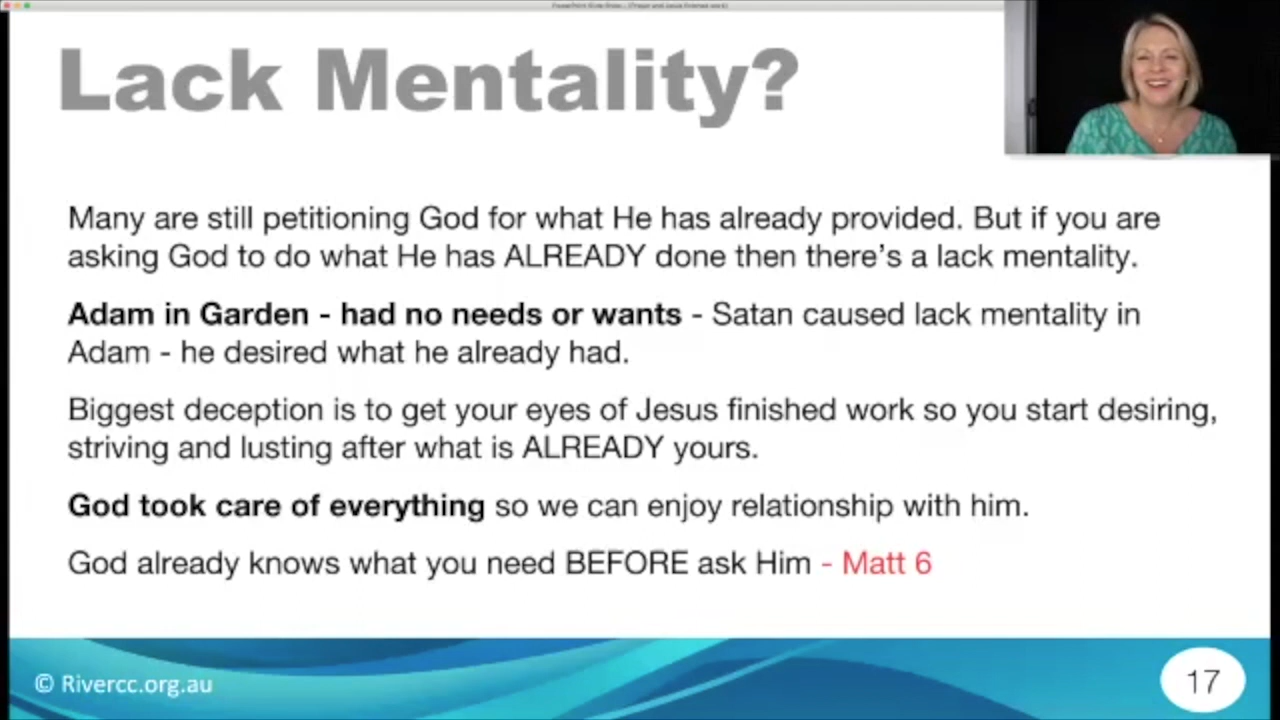 Lack Mentality?
Many are still petitioning God for what He has already provided. But if you are
asking God to do what He has ALREADY done then there's a lack mentality.
Adam in Garden - had no needs or wants - Satan caused lack mentality in
Adam - he desired what he already had.
Biggest deception is to get your eyes of Jesus finished work so you start desiring,
striving and lusting after what is ALREADY yours.
God took care of everything so we can enjoy relationship with him.
God already knows what you need BEFORE ask Him - Matt 6
© Rivercc.org.au
17